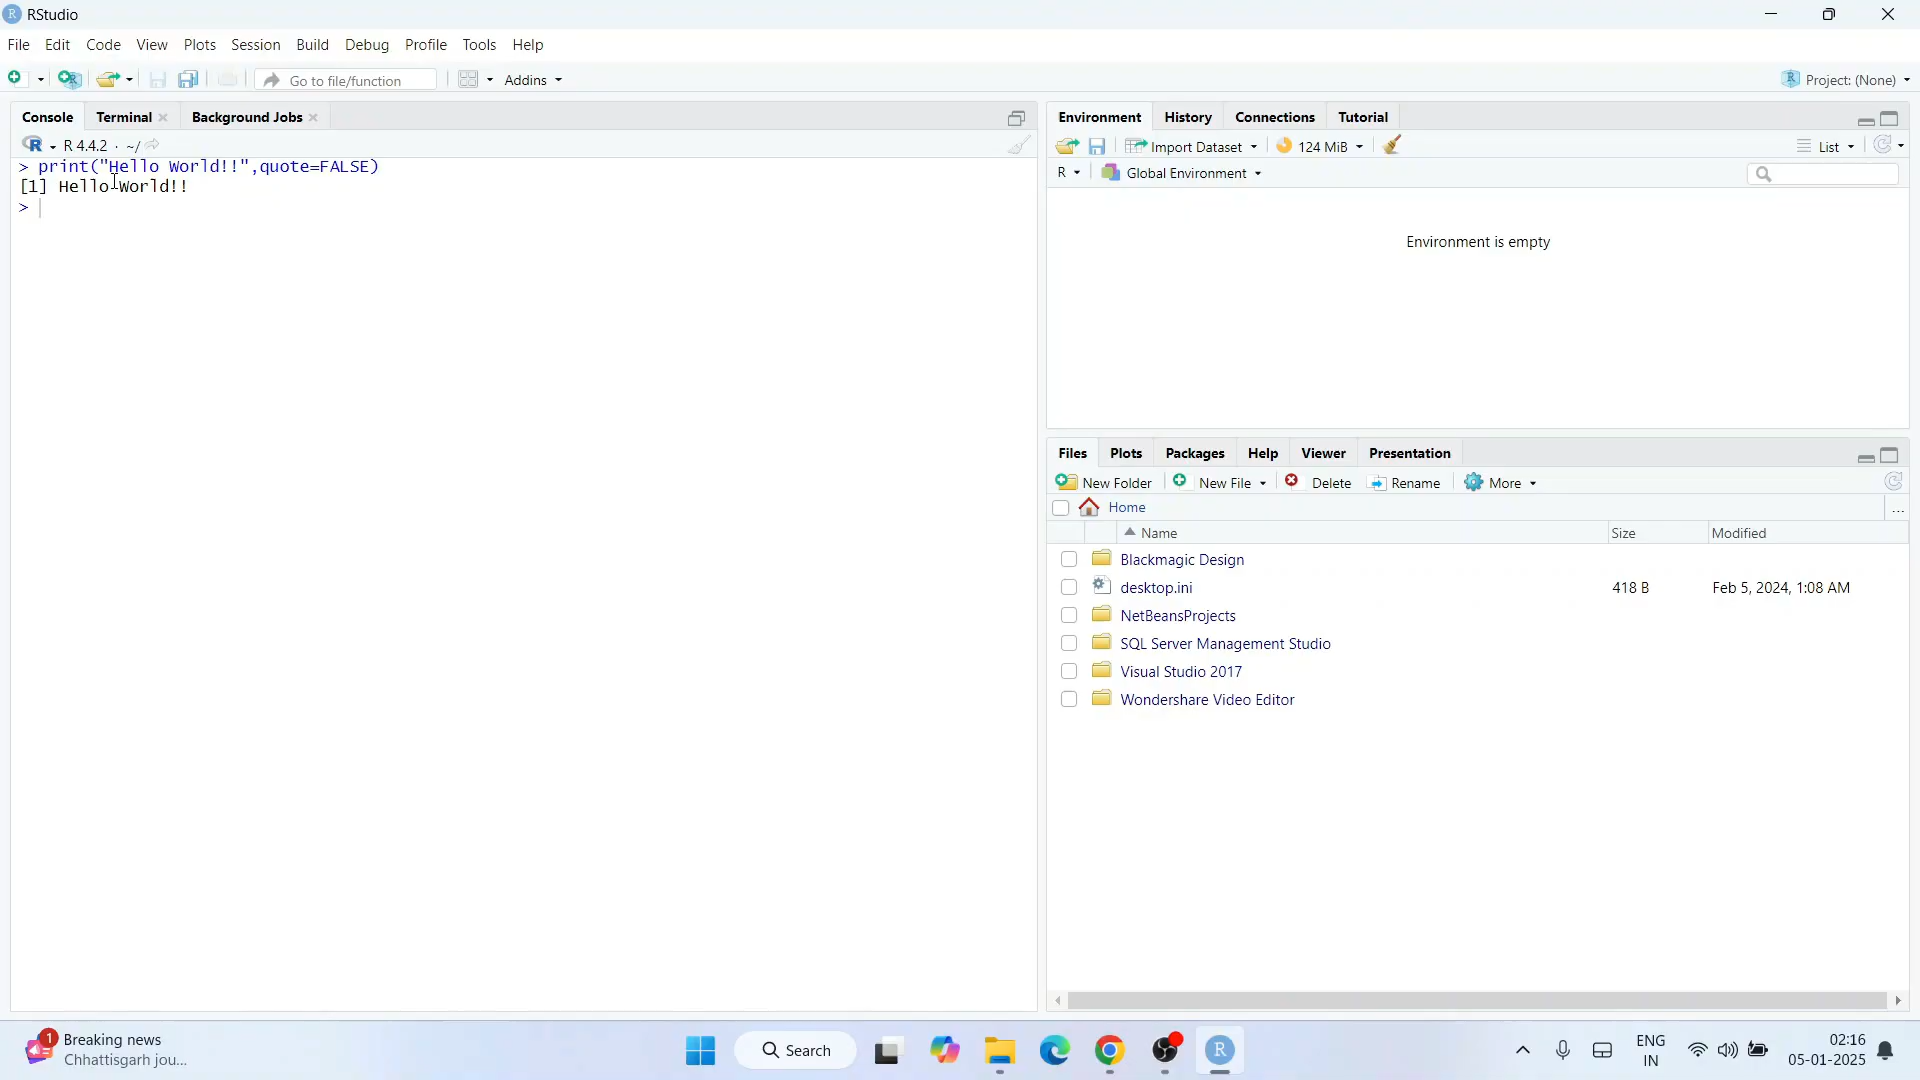 RStudio
File Edit Code View Plots Session Build Debug Profile Tools Help
Go to file/function Addins Project: (None)
Console Terminal Background Jobs
R 4.4.2 · ~/
> print("Hello World!!",quote=FALSE)
[1] Hello World!!
>
Environment History Connections Tutorial
Import Dataset 124 MiB List
R Global Environment
Environment is empty
Files Plots Packages Help Viewer Presentation
New Folder New File Delete Rename More
Home ...
Name Size Modified
Blackmagic Design
desktop.ini 418 B Feb 5, 2024, 1:08 AM
NetBeansProjects
SQL Server Management Studio
Visual Studio 2017
Wondershare Video Editor
1 Breaking news
Chhattisgarh jou...
Search
ENG
IN
02:16
05-01-2025